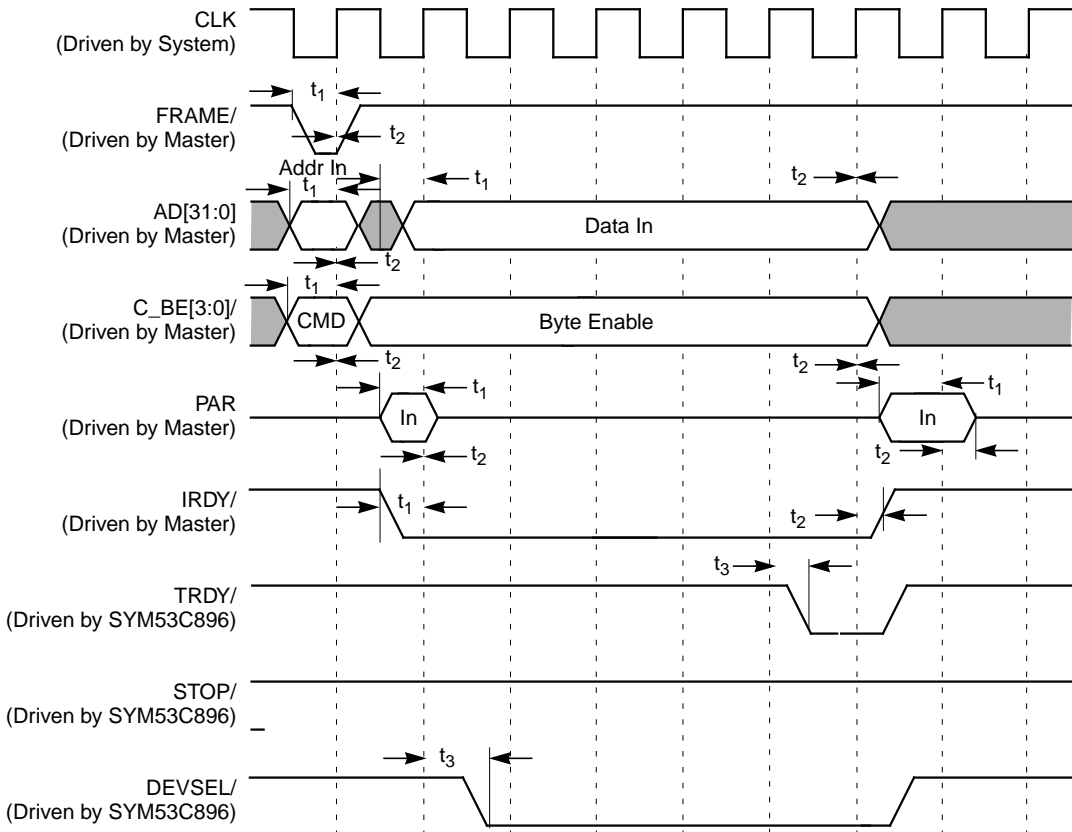 CLK
(Driven by System)
t1
FRAME/
(Driven by Master)
t2
Addr In
t1
t1
t2
AD[31:0]
(Driven by Master)
Data In
t2
t1
C_BE[3:0]/
(Driven by Master)
CMD
Byte Enable
t2
t2
t1
t1
PAR
(Driven by Master)
In
In
t2
t2
IRDY/
(Driven by Master)
t1
t2
t3
TRDY/
(Driven by SYM53C896)
STOP/
(Driven by SYM53C896)
t3
DEVSEL/
(Driven by SYM53C896)